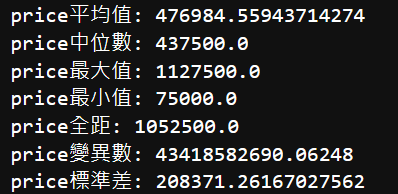 price平均值: 476984.55943714274
price中位數: 437500.0
price最大值: 1127500.0
price最小值: 75000.0
price全距: 1052500.0
price變異數: 43418582690.06248
price標準差: 208371.26167027562